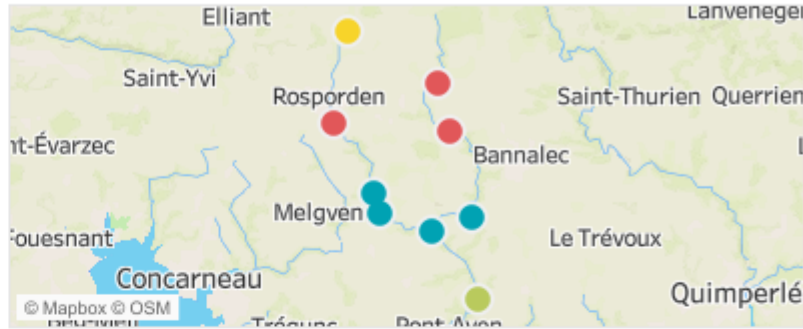 Elliant
Lanvénégen
Saint-Yvi
Rosporden
Saint-Thurien
Querrien
nt-Évarzec
Bannalec
Melgven
Fouesnant
Le Trévoux
Concarneau
Quimperlé
© Mapbox © OSM
Pont-Aven